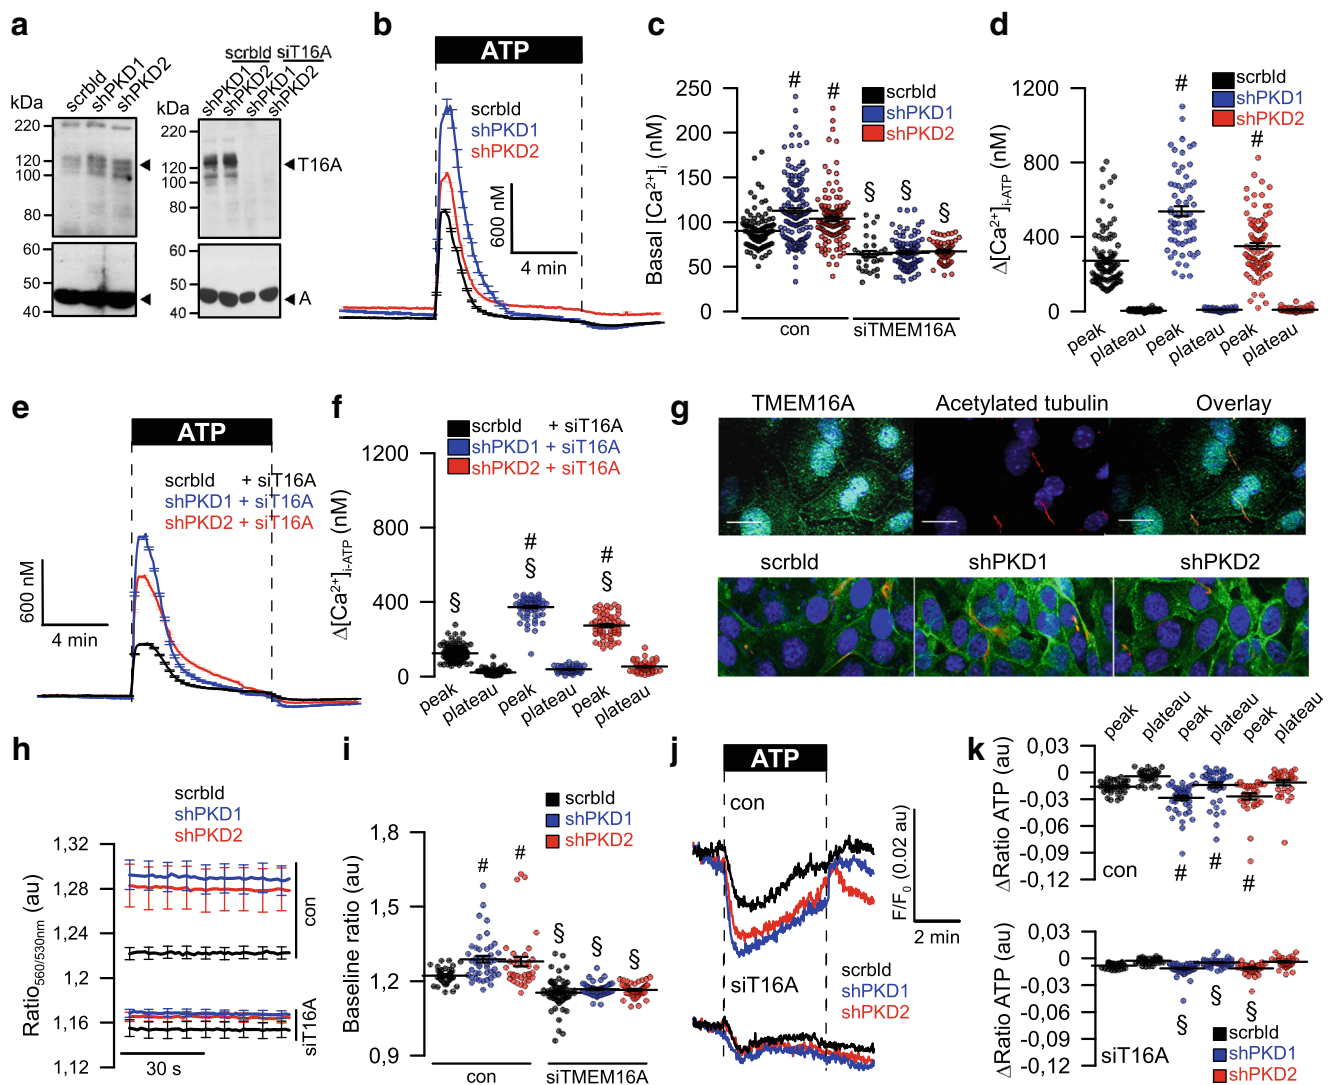 a
scrbld
shPKD1
shPKD2
scrbld siT16A
shPKD1
shPKD2
shPKD1
shPKD2
kDa
220
120
100
80
60
50
40
kDa
220
120
100
80
60
50
40
T16A
A
b
ATP
scrbld
shPKD1
shPKD2
600 nM
4 min
c
Basal [Ca²⁺]i (nM)
250
200
150
100
50
0
# #
§ § §
scrbld
shPKD1
shPKD2
con siTMEM16A
d
Δ[Ca²⁺]i-ATP (nM)
1200
800
400
0
#
#
scrbld
shPKD1
shPKD2
peak plateau peak plateau peak plateau
e
ATP
scrbld + siT16A
shPKD1 + siT16A
shPKD2 + siT16A
600 nM
4 min
f
scrbld + siT16A
shPKD1 + siT16A
shPKD2 + siT16A
Δ[Ca²⁺]i-ATP (nM)
1200
800
400
0
# #
§ § §
peak plateau peak plateau peak plateau
g
TMEM16A Acetylated tubulin Overlay
scrbld shPKD1 shPKD2
h
scrbld
shPKD1
shPKD2
Ratio560/530nm (au)
1,32
1,28
1,24
1,2
1,16
1,12
con
siT16A
30 s
i
scrbld
shPKD1
shPKD2
Baseline ratio (au)
1,8
1,5
1,2
0,9
# #
§ § §
con siTMEM16A
j
ATP
con
F/F0 (0.02 au)
2 min
siT16A
scrbld
shPKD1
shPKD2
k
peak plateau peak plateau peak plateau
ΔRatio ATP (au)
0,03
0
-0,03
-0,06
-0,09
-0,12
con
# # #
ΔRatio ATP (au)
0,03
0
-0,03
-0,06
-0,09
-0,12
siT16A
§ § §
scrbld
shPKD1
shPKD2